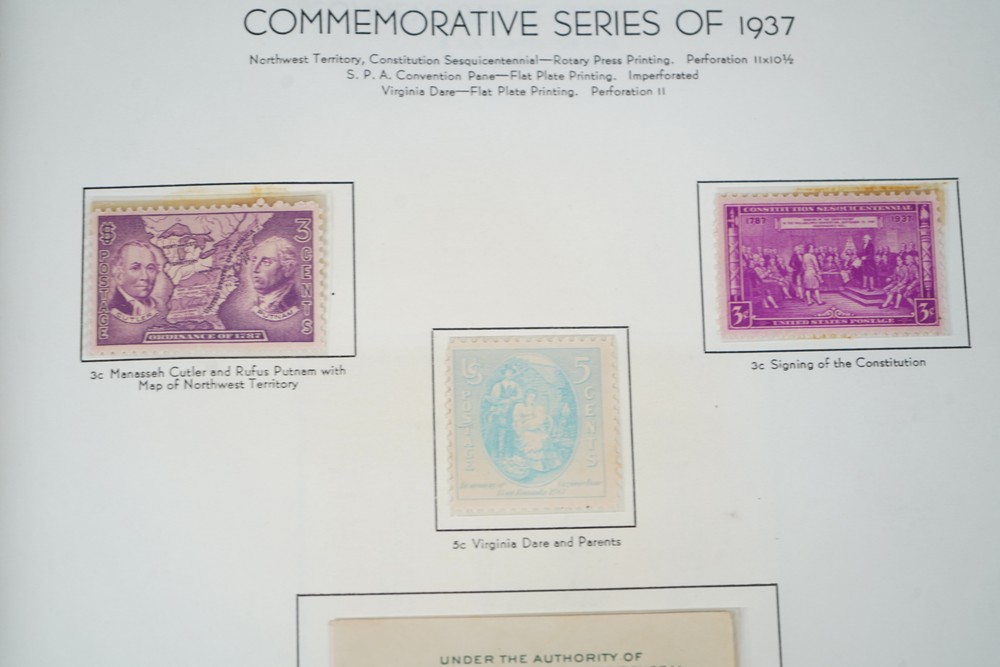 COMMEMORATIVE SERIES OF 1937
Northwest Territory, Constitution Sesquicentennial—Rotary Press Printing. Perforation 11x10½
S. P. A. Convention Pane—Flat Plate Printing. Imperforated
Virginia Dare—Flat Plate Printing. Perforation 11
US POSTAGE
3 CENTS
CUTLER
PUTNAM
ORDINANCE OF 1787
3c Manasseh Cutler and Rufus Putnam with
Map of Northwest Territory
CONSTITUTION SESQUICENTENNIAL
1787
1937
3c
3c
UNITED STATES POSTAGE
3c Signing of the Constitution
US POSTAGE
5 CENTS
5c Virginia Dare and Parents
UNDER THE AUTHORITY OF